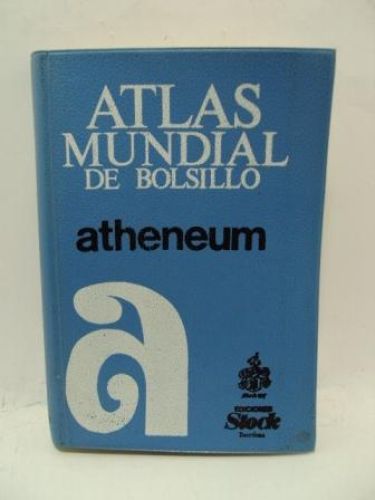 ATLAS
MUNDIAL
DE BOLSILLO
atheneum
a
EDICIONES
Stock